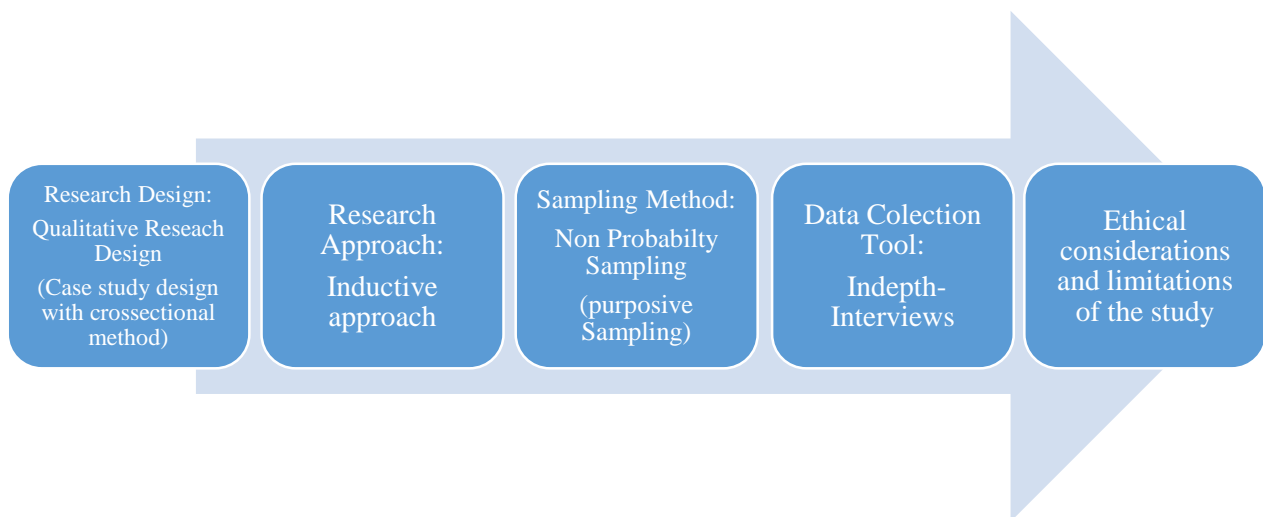 Research Design:
Qualitative Reseach
Design
(Case study design
with crossectional
method)
Research
Approach:
Inductive
approach
Sampling Method:
Non Probabilty
Sampling
(purposive
Sampling)
Data Colection
Tool:
Indepth-
Interviews
Ethical
considerations
and limitations
of the study